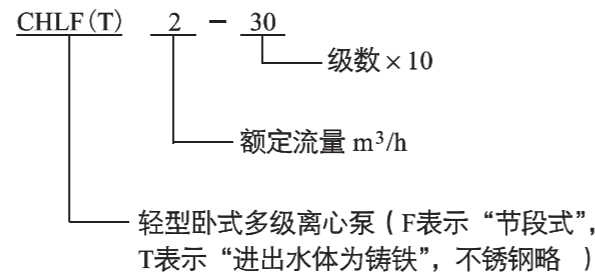 CHLF(T) 2 - 30
级数×10
额定流量 m³/h
轻型卧式多级离心泵（F表示“节段式”，
T表示“进出水体为铸铁”，不锈钢略 ）